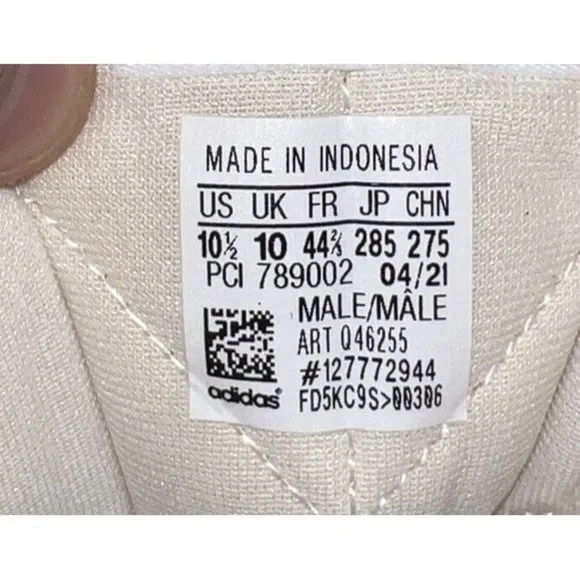 MADE IN INDONESIA
US UK FR JP CHN
10½ 10 44⅔ 285 275
PCI 789002 04/21
MALE/MÂLE
ART Q46255
#127772944
adidas FD5KC9S>00306